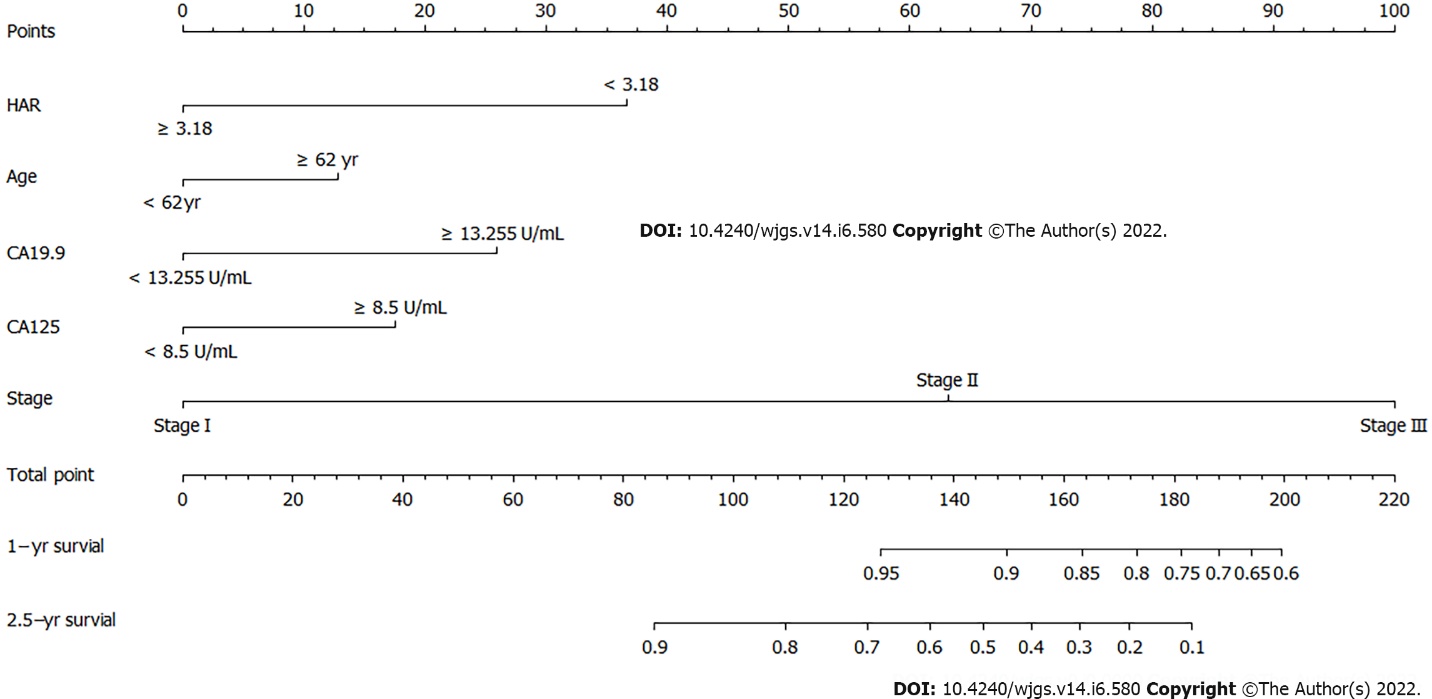 0 10 20 30 40 50 60 70 80 90 100
Points
< 3.18
HAR
≥ 3.18
≥ 62 yr
Age
< 62yr
DOI: 10.4240/wjgs.v14.i6.580 Copyright ©The Author(s) 2022.
≥ 13.255 U/mL
CA19.9
< 13.255 U/mL
≥ 8.5 U/mL
CA125
< 8.5 U/mL
Stage II
Stage
Stage I Stage III
Total point
0 20 40 60 80 100 120 140 160 180 200 220
1−yr survial
0.95 0.9 0.85 0.8 0.75 0.7 0.65 0.6
2.5−yr survial
0.9 0.8 0.7 0.6 0.5 0.4 0.3 0.2 0.1
DOI: 10.4240/wjgs.v14.i6.580 Copyright ©The Author(s) 2022.